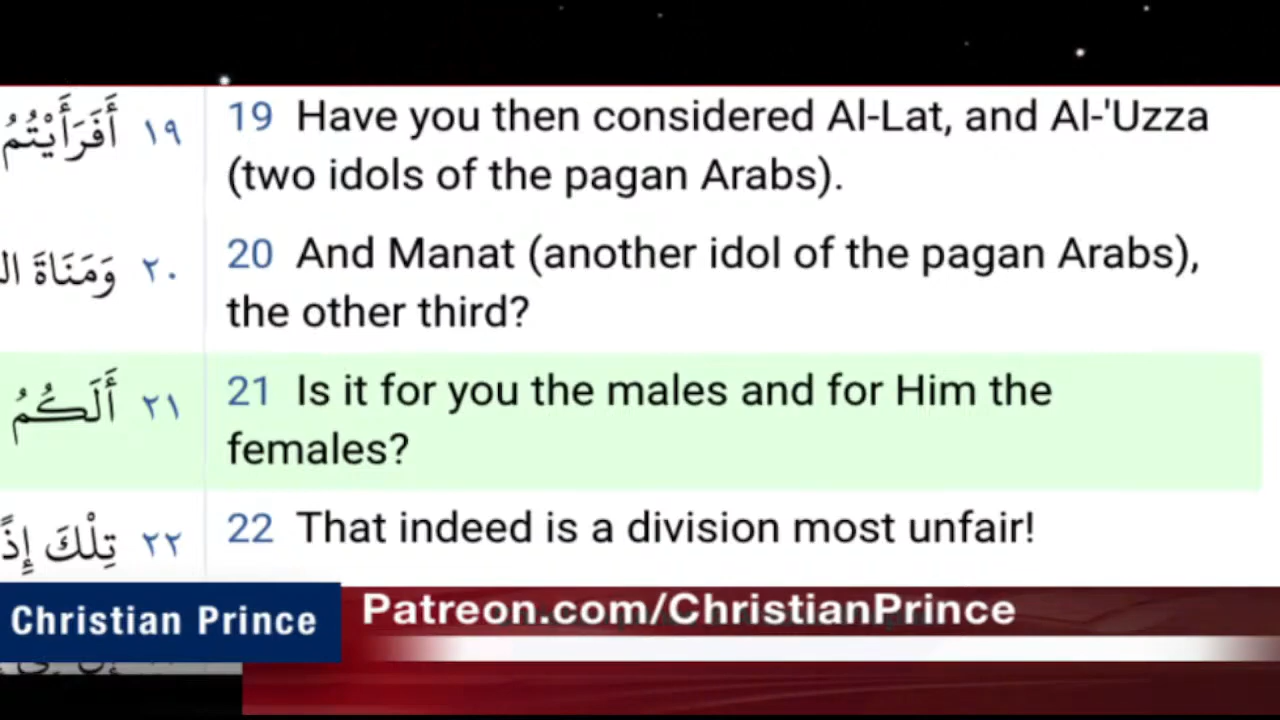 ١٩ أَفَرَأَيْتُمُ
19 Have you then considered Al-Lat, and Al-'Uzza
(two idols of the pagan Arabs).
٢٠ وَمَنَاةَ
20 And Manat (another idol of the pagan Arabs),
the other third?
٢١ أَلَكُمُ
21 Is it for you the males and for Him the
females?
٢٢ تِلْكَ إِذًا
22 That indeed is a division most unfair!
Christian Prince
Patreon.com/ChristianPrince